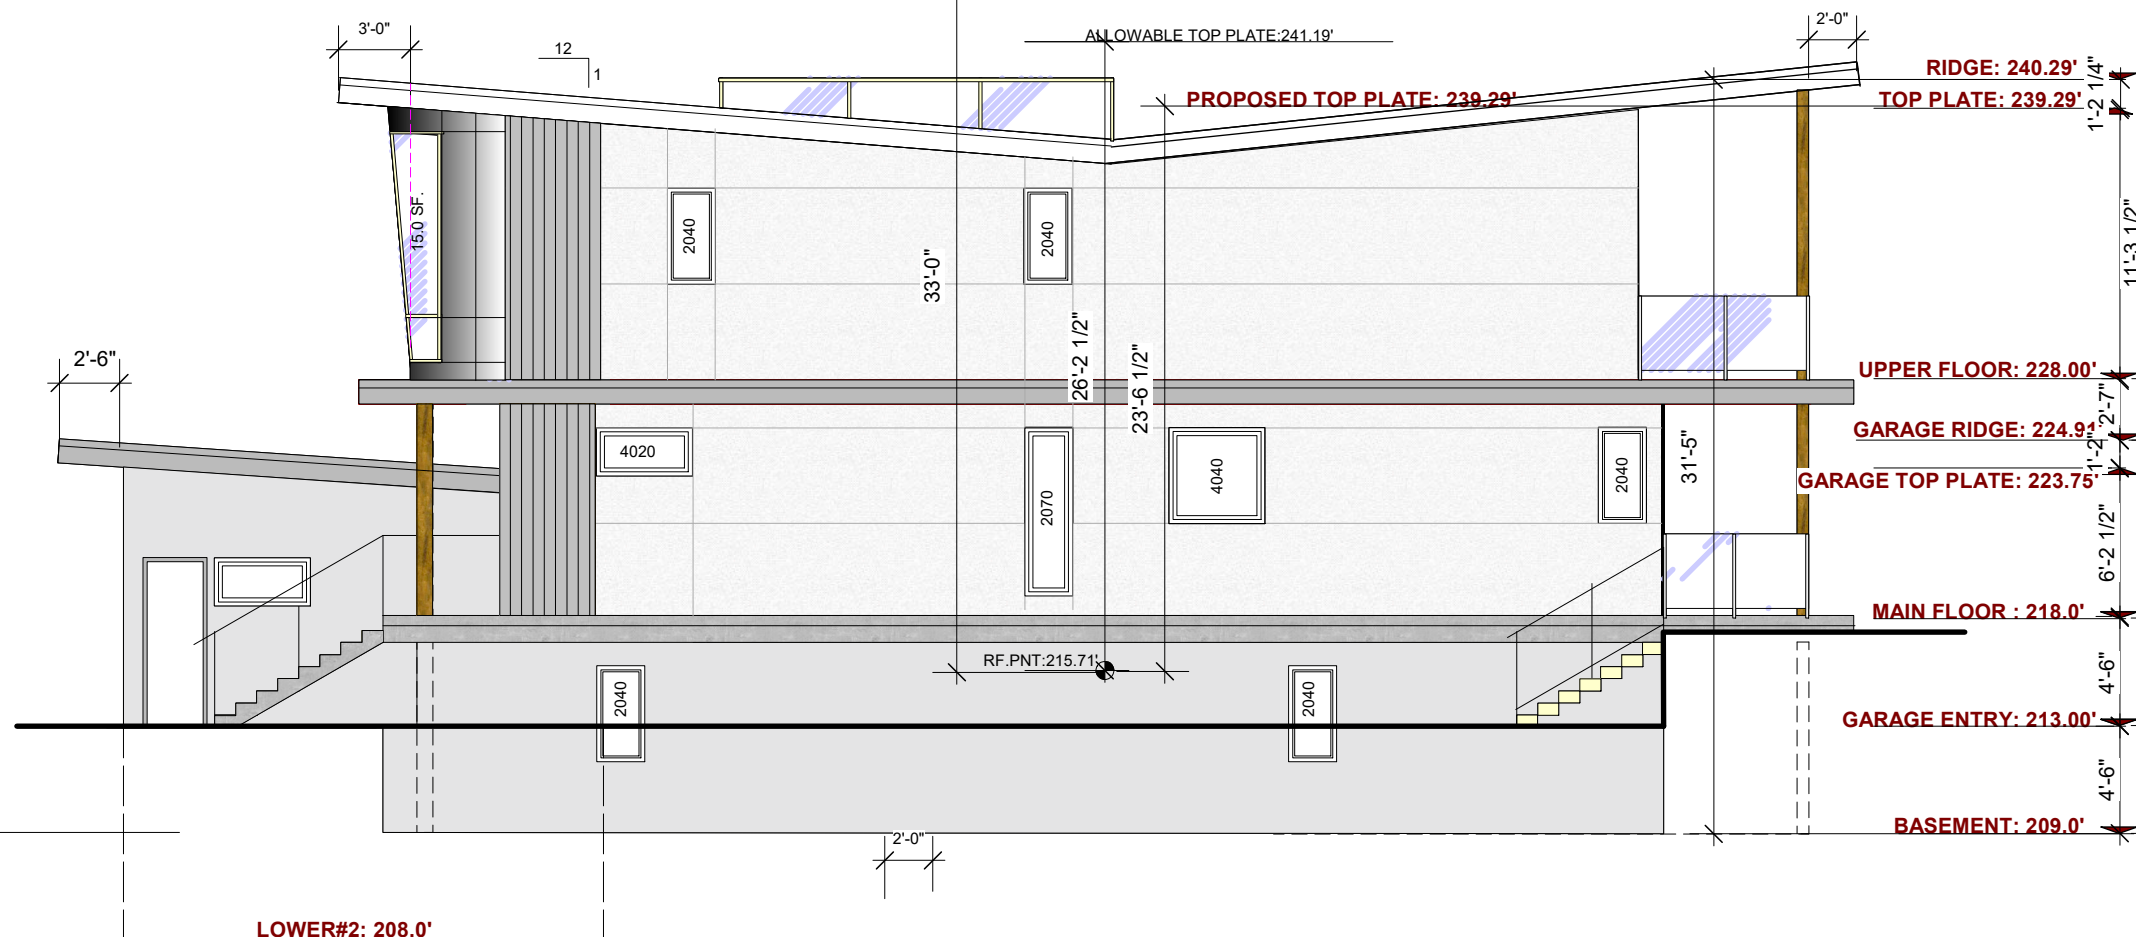 3'-0"
12
1
ALLOWABLE TOP PLATE:241.19'
2'-0"
RIDGE: 240.29'
1'-2 1/4"
PROPOSED TOP PLATE: 239.29'
TOP PLATE: 239.29'
15.0 SF.
2040
2040
33'-0"
11'-3 1/2"
26'-2 1/2"
23'-6 1/2"
2'-6"
UPPER FLOOR: 228.00'
2'-7"
GARAGE RIDGE: 224.91'
1'-2"
GARAGE TOP PLATE: 223.75'
4020
2070
4040
2040
31'-5"
6'-2 1/2"
MAIN FLOOR : 218.0'
RF.PNT:215.71'
2040
2040
4'-6"
GARAGE ENTRY: 213.00'
4'-6"
BASEMENT: 209.0'
2'-0"
LOWER#2: 208.0'